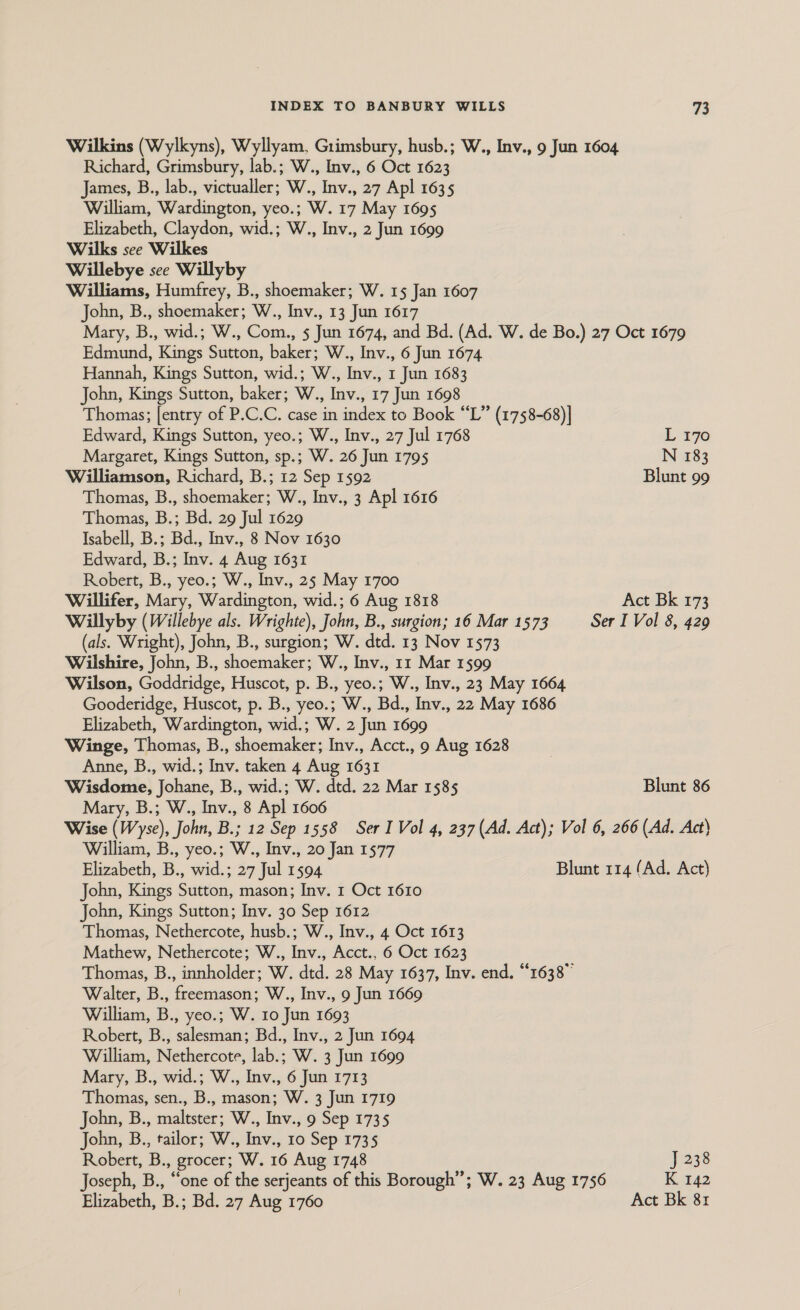 INDEX TO BANBURY WILLS 73
Wilkins (Wylkyns), Wyllyam, Grimsbury, husb.; W., Inv., 9 Jun 1604
Richard, Grimsbury, lab.; W., Inv., 6 Oct 1623
James, B., lab., victualler; W., Inv., 27 Apl 1635
William, Wardington, yeo.; W. 17 May 1695
Elizabeth, Claydon, wid.; W., Inv., 2 Jun 1699
Wilks see Wilkes
Willebye see Willyby
Williams, Humfrey, B., shoemaker; W. 15 Jan 1607
John, B., shoemaker; W., Inv., 13 Jun 1617
Mary, B., wid.; W., Com., 5 Jun 1674, and Bd. (Ad. W. de Bo.) 27 Oct 1679
Edmund, Kings Sutton, baker; W., Inv., 6 Jun 1674
Hannah, Kings Sutton, wid.; W., Inv., 1 Jun 1683
John, Kings Sutton, baker; W., Inv., 17 Jun 1698
Thomas; [entry of P.C.C. case in index to Book “L” (1758-68)]
Edward, Kings Sutton, yeo.; W., Inv., 27 Jul 1768 L 170
Margaret, Kings Sutton, sp.; W. 26 Jun 1795 N 183
Williamson, Richard, B.; 12 Sep 1592 Blunt 99
Thomas, B., shoemaker; W., Inv., 3 Apl 1616
Thomas, B.; Bd. 29 Jul 1629
Isabell, B.; Bd., Inv., 8 Nov 1630
Edward, B.; Inv. 4 Aug 1631
Robert, B., yeo.; W., Inv., 25 May 1700
Willifer, Mary, Wardington, wid.; 6 Aug 1818 Act Bk 173
Willyby (Willebye als. Wrighte), John, B., surgion; 16 Mar 1573 Ser I Vol 8, 429
(als. Wright), John, B., surgion; W. dtd. 13 Nov 1573
Wilshire, John, B., shoemaker; W., Inv., 11 Mar 1599
Wilson, Goddridge, Huscot, p. B., yeo.; W., Inv., 23 May 1664
Gooderidge, Huscot, p. B., yeo.; W., Bd., Inv., 22 May 1686
Elizabeth, Wardington, wid.; W. 2 Jun 1699
Winge, Thomas, B., shoemaker; Inv., Acct., 9 Aug 1628
Anne, B., wid.; Inv. taken 4 Aug 1631
Wisdome, Johane, B., wid.; W. dtd. 22 Mar 1585 Blunt 86
Mary, B.; W., Inv., 8 Apl 1606
Wise (Wyse), John, B.; 12 Sep 1558 Ser I Vol 4, 237 (Ad. Act); Vol 6, 266 (Ad. Act)
William, B., yeo.; W., Inv., 20 Jan 1577
Elizabeth, B., wid.; 27 Jul 1594 Blunt 114 (Ad. Act)
John, Kings Sutton, mason; Inv. 1 Oct 1610
John, Kings Sutton; Inv. 30 Sep 1612
Thomas, Nethercote, husb.; W., Inv., 4 Oct 1613
Mathew, Nethercote; W., Inv., Acct., 6 Oct 1623
Thomas, B., innholder; W. dtd. 28 May 1637, Inv. end. “1638”
Walter, B., freemason; W., Inv., 9 Jun 1669
William, B., yeo.; W. 10 Jun 1693
Robert, B., salesman; Bd., Inv., 2 Jun 1694
William, Nethercote, lab.; W. 3 Jun 1699
Mary, B., wid.; W., Inv., 6 Jun 1713
Thomas, sen., B., mason; W. 3 Jun 1719
John, B., maltster; W., Inv., 9 Sep 1735
John, B., tailor; W., Inv., 10 Sep 1735
Robert, B., grocer; W. 16 Aug 1748 J 238
Joseph, B., “one of the serjeants of this Borough”; W. 23 Aug 1756 K 142
Elizabeth, B.; Bd. 27 Aug 1760 Act Bk 81